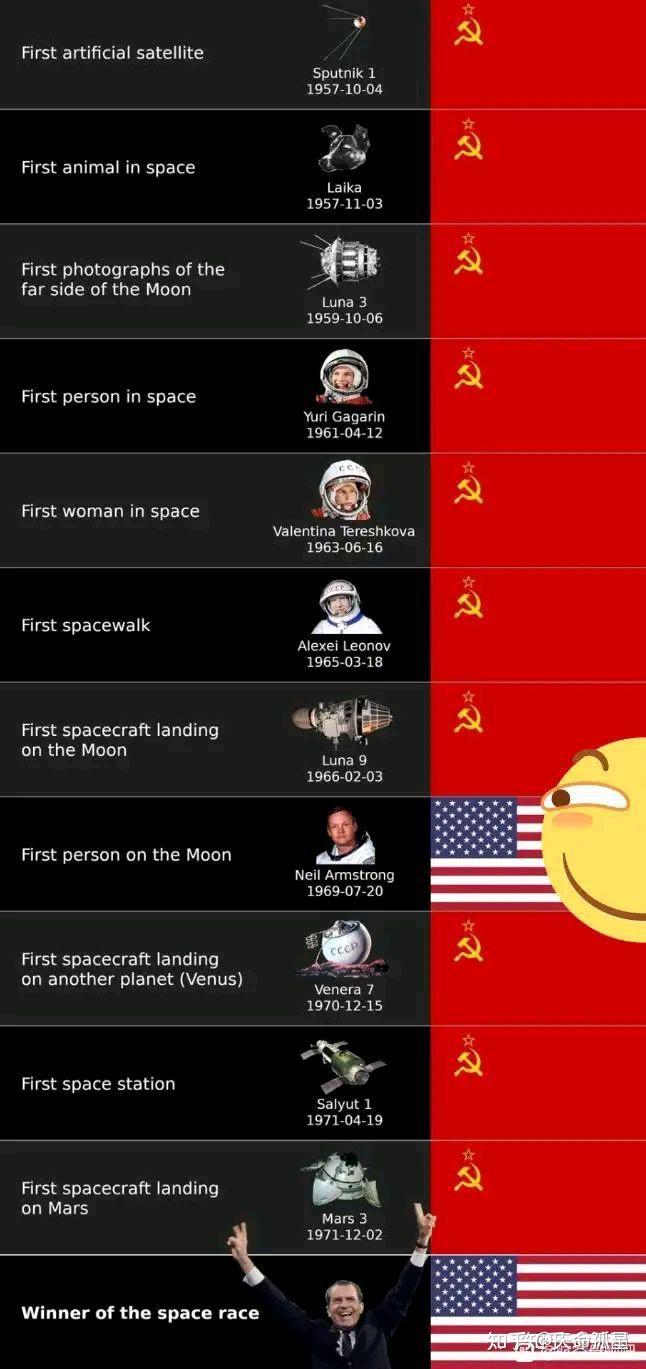 First artificial satellite
Sputnik 1
1957-10-04
First animal in space
Laika
1957-11-03
First photographs of the
far side of the Moon
Luna 3
1959-10-06
First person in space
Yuri Gagarin
1961-04-12
First woman in space
CCC
Valentina Tereshkova
1963-06-16
First spacewalk
CCCP
Alexei Leonov
1965-03-18
First spacecraft landing
on the Moon
Luna 9
1966-02-03
First person on the Moon
Neil Armstrong
1969-07-20
First spacecraft landing
on another planet (Venus)
CCCP
Venera 7
1970-12-15
First space station
Salyut 1
1971-04-19
First spacecraft landing
on Mars
Mars 3
1971-12-02
Winner of the space race